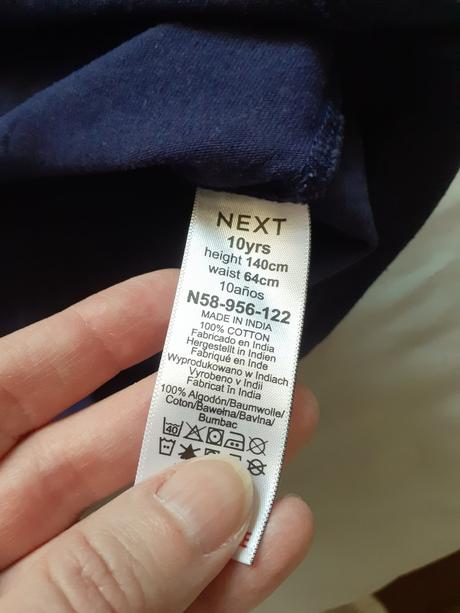 NEXT
10yrs
height 140cm
waist 64cm
10años
N58-956-122
MADE IN INDIA
100% COTTON
Fabricado en India
Hergestellt in Indien
Fabriqué en Inde
Wyprodukowano w Indiach
Vyrobeno v Indii
Fabricat în India
100% Algodón/Baumwolle/
Coton/Bawełna/Bavlna/
Bumbac
40